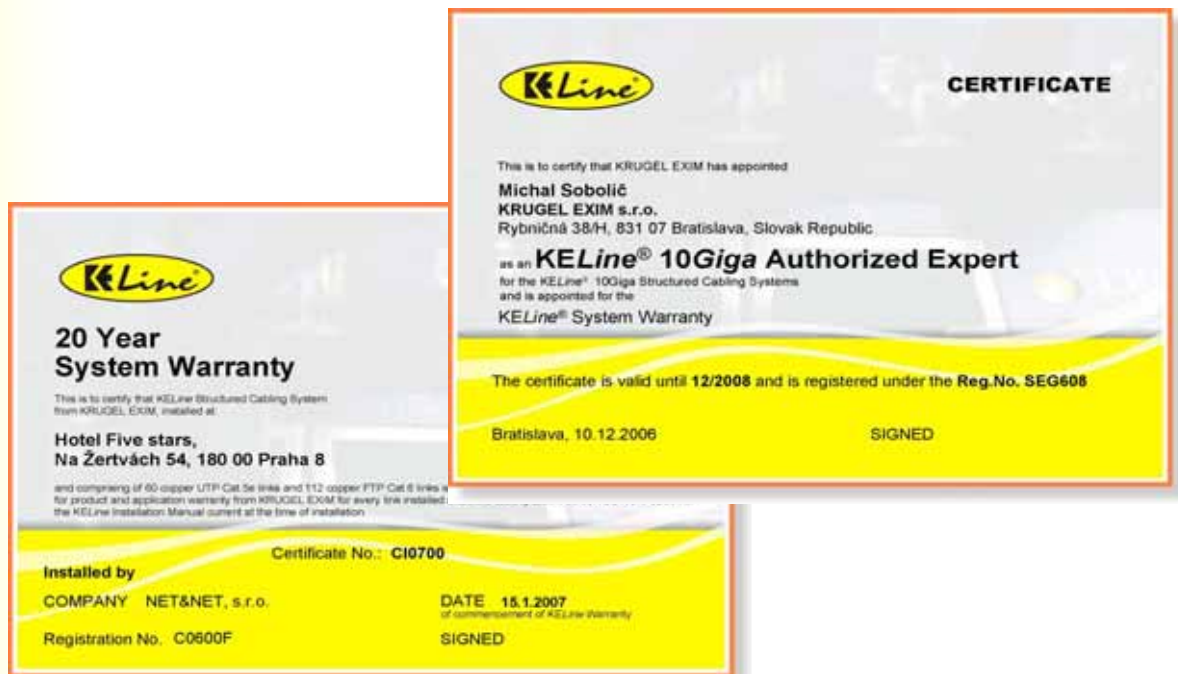 KELine®
CERTIFICATE
This is to certify that KRUGEL EXIM has appointed
Michal Sobolič
KRUGEL EXIM s.r.o.
Rybničná 38/H, 831 07 Bratislava, Slovak Republic
as an KELine® 10Giga Authorized Expert
for the KELine® 10Giga Structured Cabling Systems
and is appointed for the
KELine® System Warranty
The certificate is valid until 12/2008 and is registered under the Reg.No. SEG608
Bratislava, 10.12.2006 SIGNED
KELine®
20 Year
System Warranty
This is to certify that KELine Structured Cabling System
from KRUGEL EXIM, installed at
Hotel Five stars,
Na Žertvách 54, 180 00 Praha 8
and comprising of 60 copper UTP Cat.5e links and 112 copper FTP Cat.6 links
for product and application warranty from KRUGEL EXIM for every link installed
the KELine Installation Manual current at the time of installation
Certificate No.: CI0700
Installed by
COMPANY NET&NET, s.r.o. DATE 15.1.2007
of commencement of KELine Warranty
Registration No. C0600F SIGNED